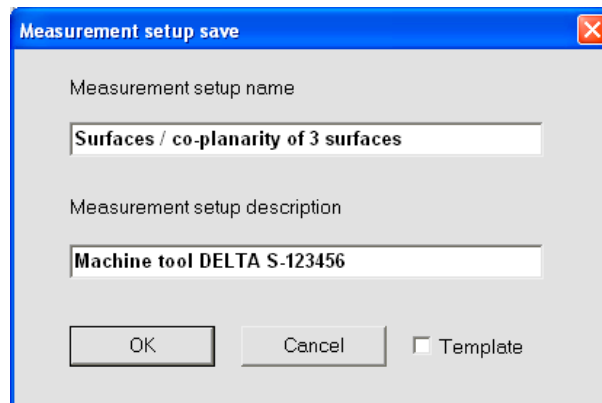 Measurement setup save
Measurement setup name
Surfaces / co-planarity of 3 surfaces
Measurement setup description
Machine tool DELTA S-123456
OK Cancel Template